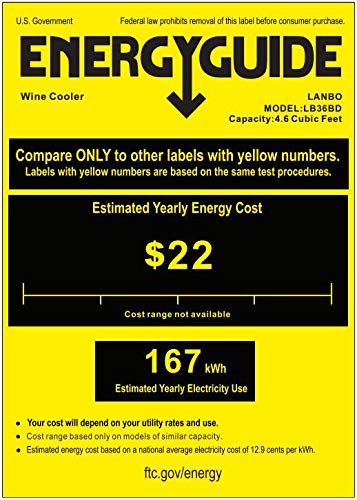 U.S. Government Federal law prohibits removal of this label before consumer purchase.
ENERGYGUIDE
Wine Cooler
LANBO
MODEL:LB36BD
Capacity:4.6 Cubic Feet
Compare ONLY to other labels with yellow numbers.
Labels with yellow numbers are based on the same test procedures.
Estimated Yearly Energy Cost
$22
Cost range not available
167 kWh
Estimated Yearly Electricity Use
• Your cost will depend on your utility rates and use.
• Cost range based only on models of similar capacity.
• Estimated energy cost based on a national average electricity cost of 12.9 cents per kWh.
ftc.gov/energy